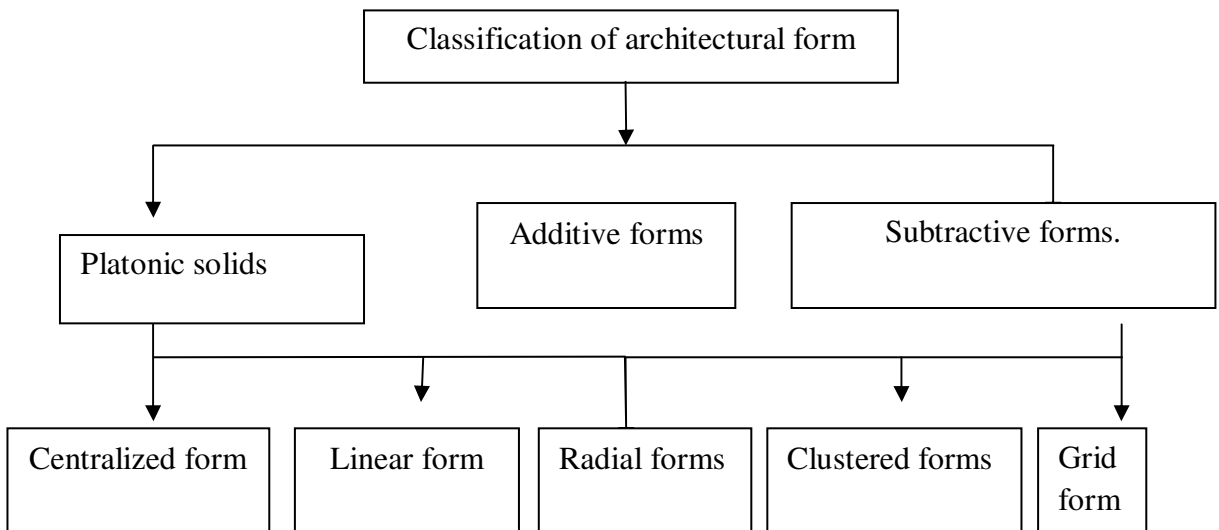 Classification of architectural form
Platonic solids
Additive forms
Subtractive forms.
Centralized form
Linear form
Radial forms
Clustered forms
Grid
form